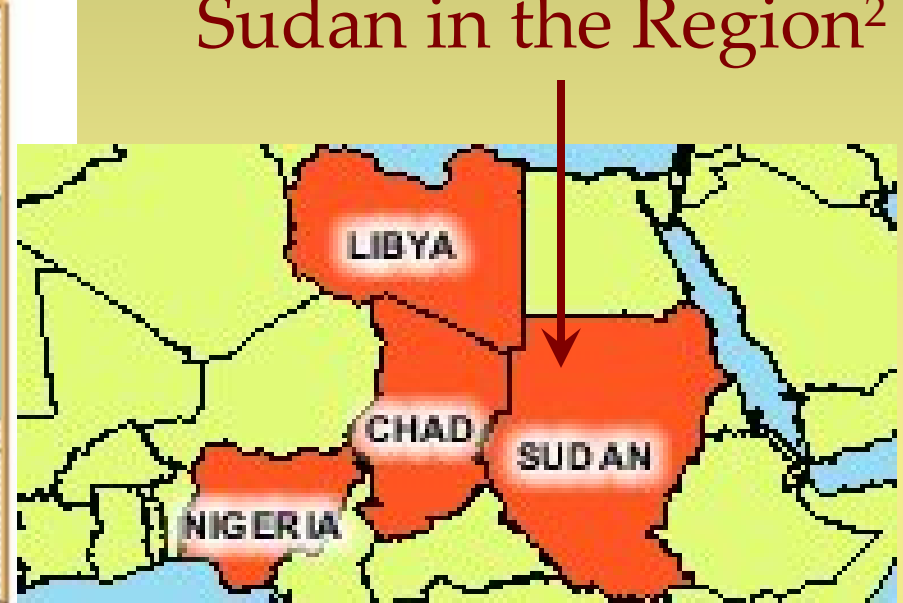 Sudan in the Region²
LIBYA
CHAD
SUDAN
NIGERIA